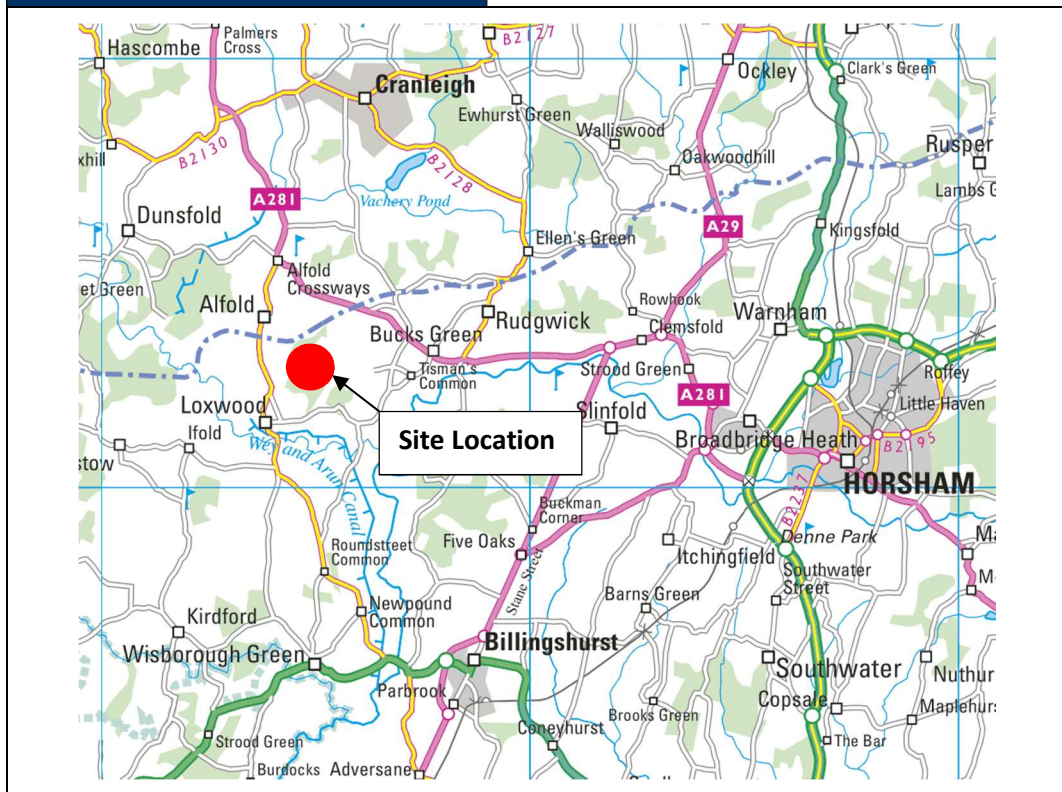 Palmers
Cross
B2127
Hascombe
Ockley
Clark's Green
Cranleigh
Ewhurst Green
Walliswood
Rusper
B2130
B2128
Oakwoodhill
xhill
Vachery Pond
Lambs G
A281
Dunsfold
A29
Kingsfold
Ellen's Green
et Green
Alfold
Crossways
Rowhook
Alfold
Rudgwick
Warnham
Bucks Green
Clemsfold
Tisman's
Common
Strood Green
Roffey
A281
Little Haven
Loxwood
Slinfold
Ifold
Site Location
Broadbridge Heath
B2195
stow
Wey and Arun Canal
HORSHAM
B2237
Buckman
Corner
Denne Park
Ma
Five Oaks
Itchingfield
Roundstreet
Common
Stane Street
Southwater
Street
M
Barns Green
Newpound
Common
Kirdford
Billingshurst
Wisborough Green
Southwater
Nuthur
Parbrook
Copsale
Maplehurs
Brooks Green
Coneyhurst
Strood Green
The Bar
Burdocks
Adversane